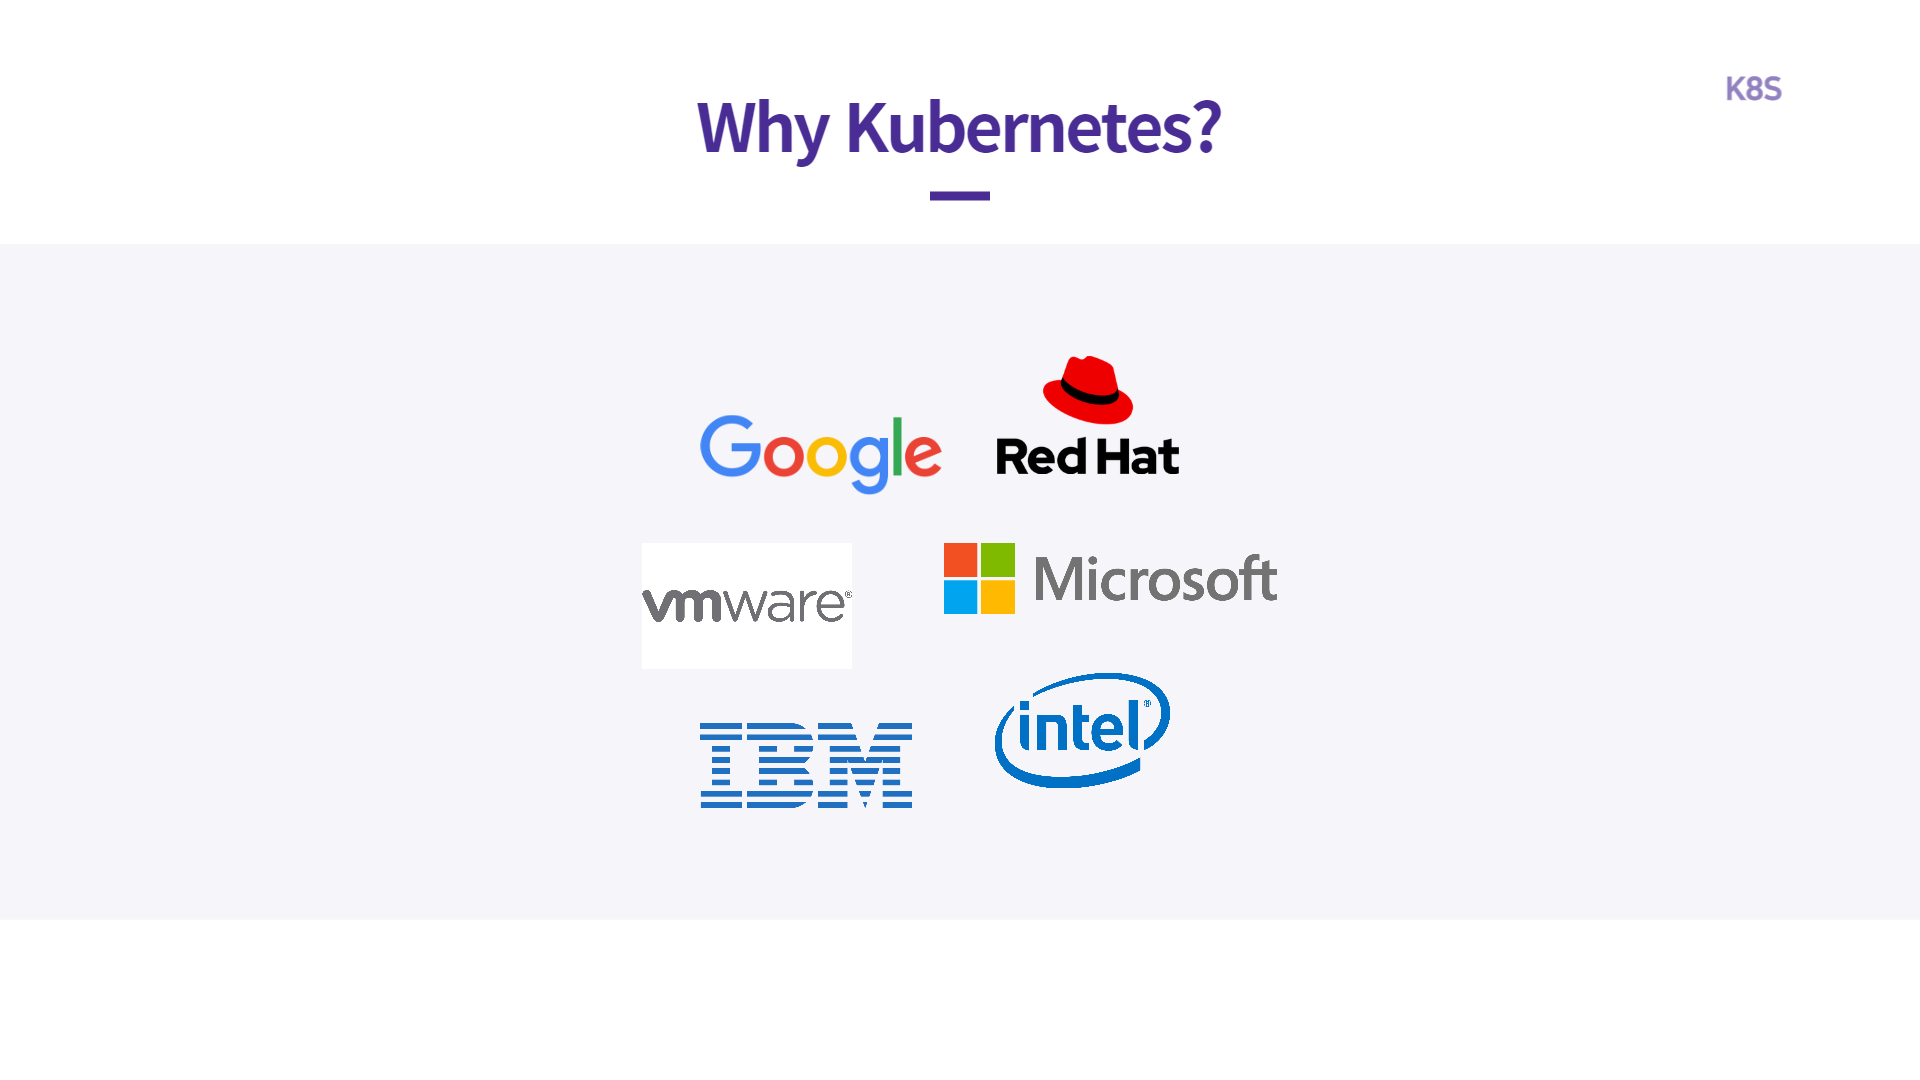 K8S
Why Kubernetes?
Google
Red Hat
vmware®
Microsoft
IBM
intel®